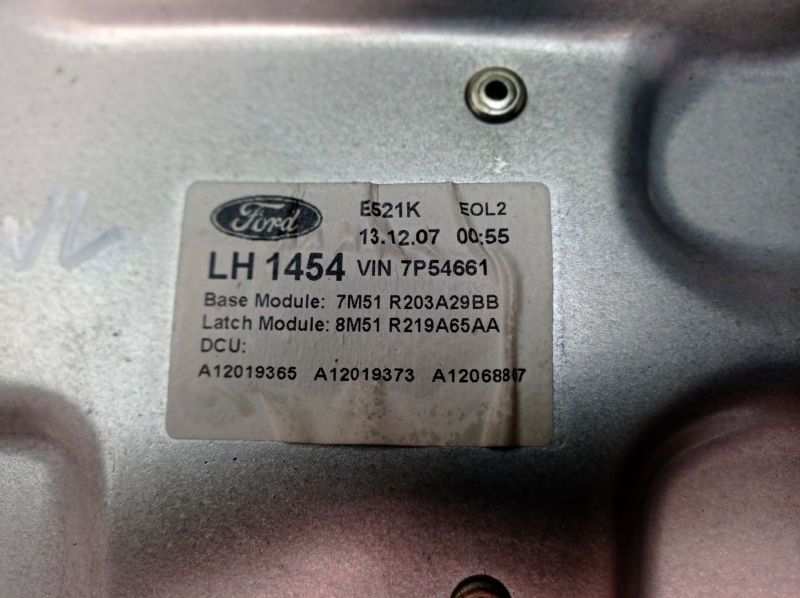 Ford E521K EOL2
13.12.07 00:55
LH 1454 VIN 7P54661
Base Module: 7M51 R203A29BB
Latch Module: 8M51 R219A65AA
DCU:
A12019365 A12019373